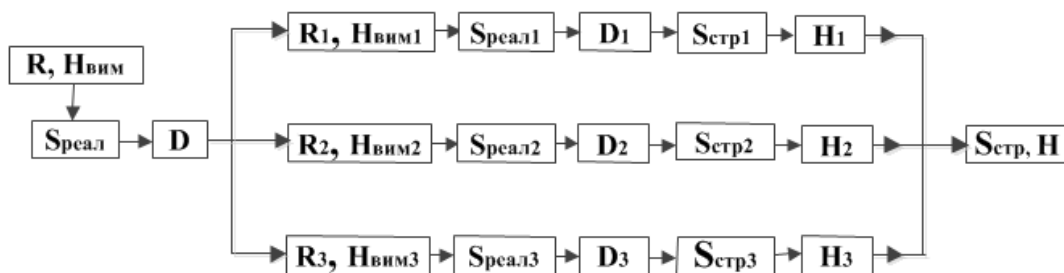 R₁, Hвим1 Sреал1 D₁ Sстр1 H₁
R, Hвим
Sреал D R₂, Hвим2 Sреал2 D₂ Sстр2 H₂ Sстр, H
R₃, Hвим3 Sреал3 D₃ Sстр3 H₃